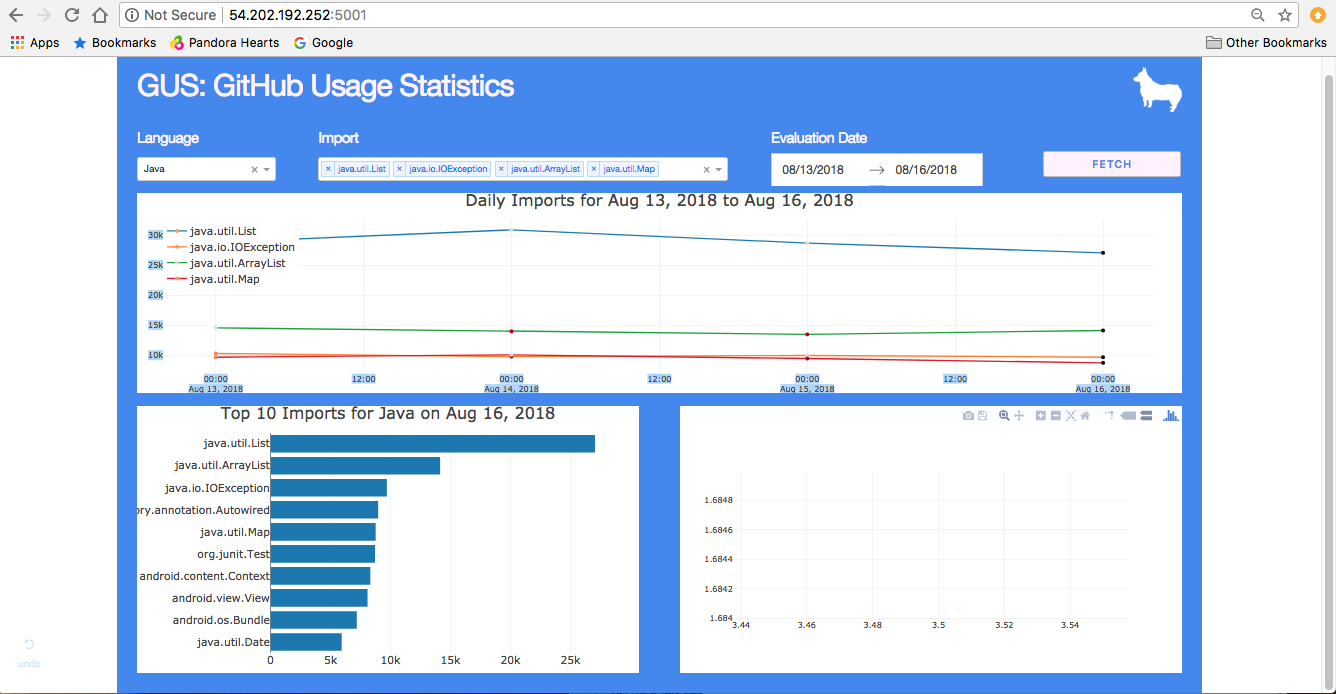 Not Secure | 54.202.192.252:5001
Apps Bookmarks Pandora Hearts Google Other Bookmarks
GUS: GitHub Usage Statistics
Language Import Evaluation Date
Java × × java.util.List × java.io.IOException × java.util.ArrayList × java.util.Map × 08/13/2018 → 08/16/2018 FETCH
Daily Imports for Aug 13, 2018 to Aug 16, 2018
java.util.List
java.io.IOException
java.util.ArrayList
java.util.Map
30k
25k
20k
15k
10k
00:00 12:00 00:00 12:00 00:00 12:00 00:00
Aug 13, 2018 Aug 14, 2018 Aug 15, 2018 Aug 16, 2018
Top 10 Imports for Java on Aug 16, 2018
java.util.List
java.util.ArrayList
java.io.IOException
ory.annotation.Autowired
java.util.Map
org.junit.Test
android.content.Context
android.view.View
android.os.Bundle
java.util.Date
0 5k 10k 15k 20k 25k
1.6848
1.6846
1.6844
1.6842
1.684
3.44 3.46 3.48 3.5 3.52 3.54
undo